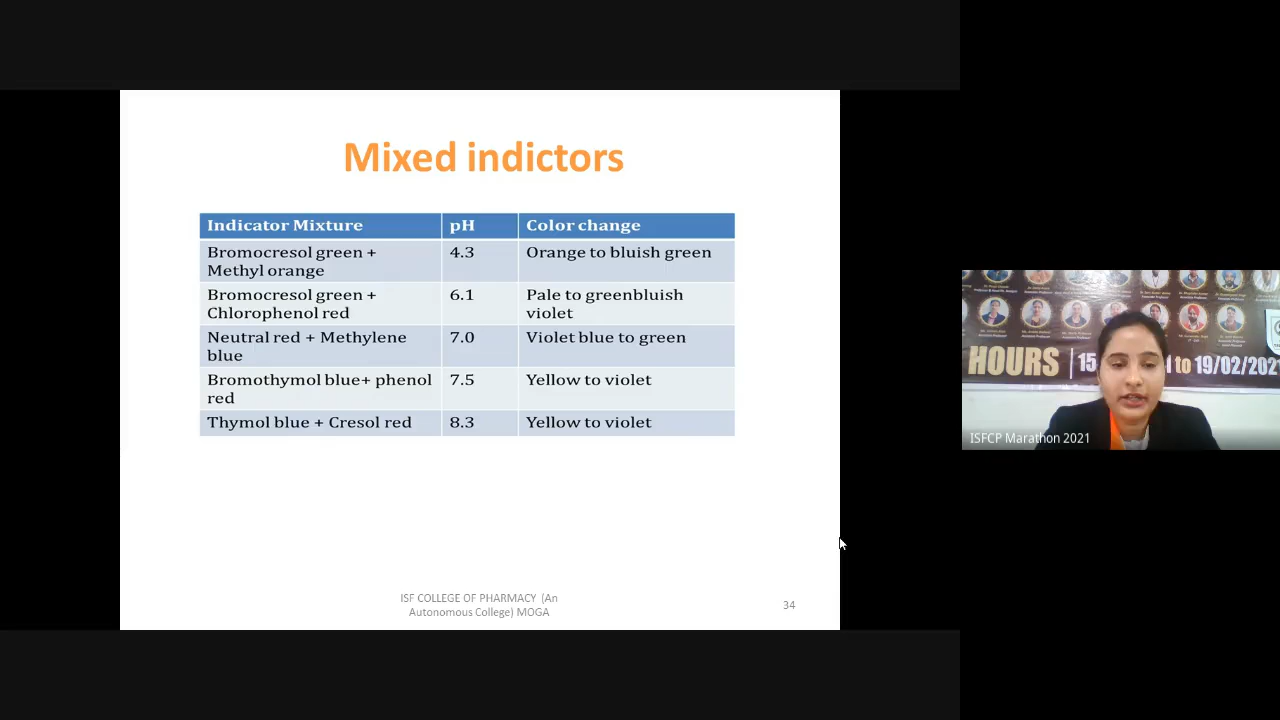 Mixed indictors
Indicator Mixture pH Color change
Bromocresol green + 4.3 Orange to bluish green
Methyl orange
Bromocresol green + 6.1 Pale to greenbluish
Chlorophenol red violet
Neutral red + Methylene 7.0 Violet blue to green
blue
Bromothymol blue+ phenol 7.5 Yellow to violet
red
Thymol blue + Cresol red 8.3 Yellow to violet
ISF COLLEGE OF PHARMACY (An
Autonomous College) MOGA
34
HOURS 15 to 19/02/2021
ISFCP Marathon 2021